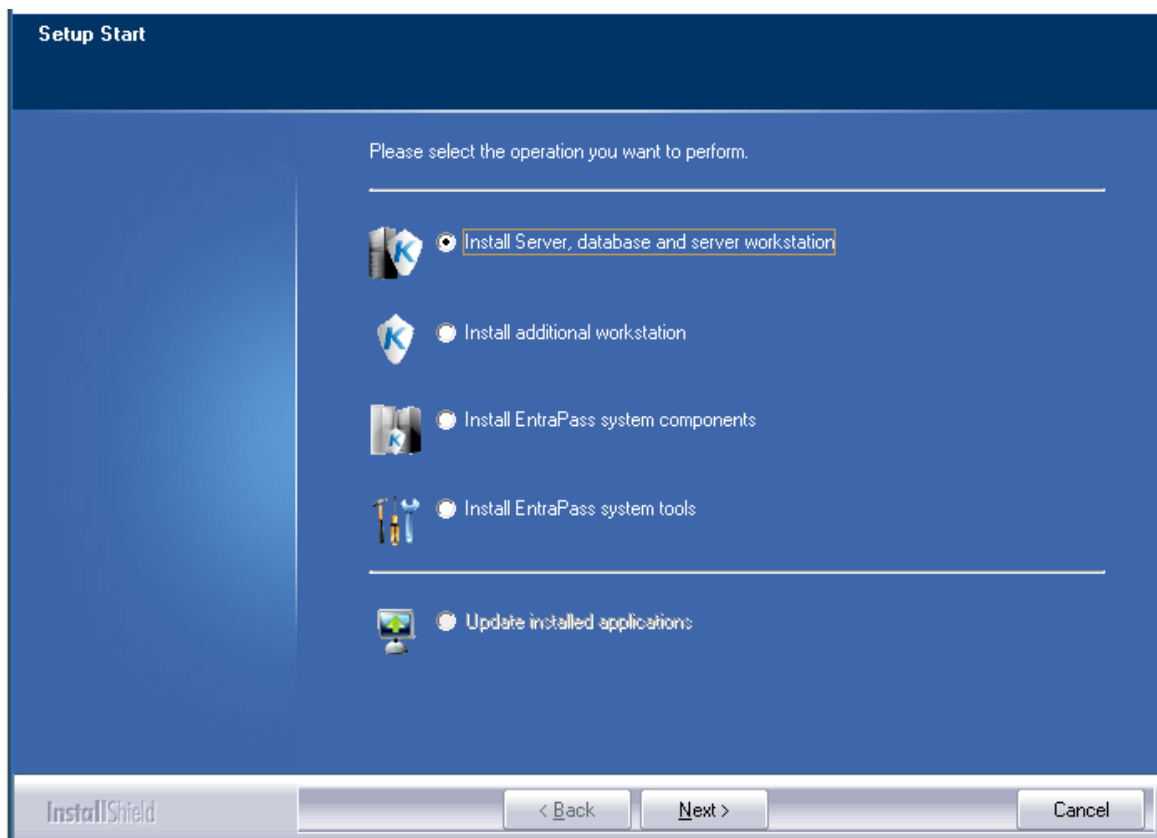 Setup Start
Please select the operation you want to perform.
K
Install Server, database and server workstation
K
Install additional workstation
K
Install EntraPass system components
Install EntraPass system tools
Update installed applications
InstallShield
< Back
Next >
Cancel